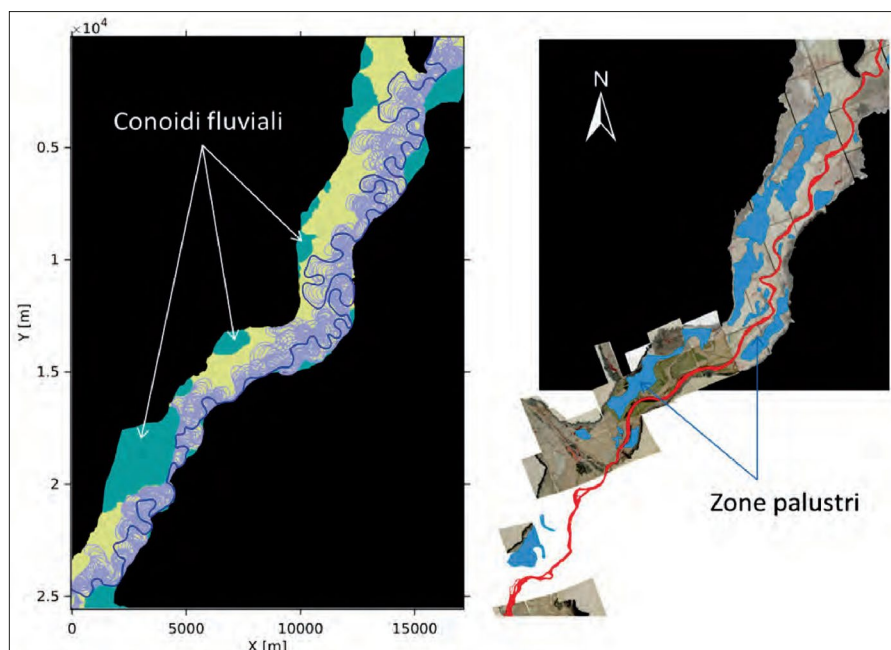 ×10⁴
Conoidi fluviali
0.5
1
1.5
2
2.5
Y [m]
0
5000
10000
15000
X [m]
N
Zone palustri